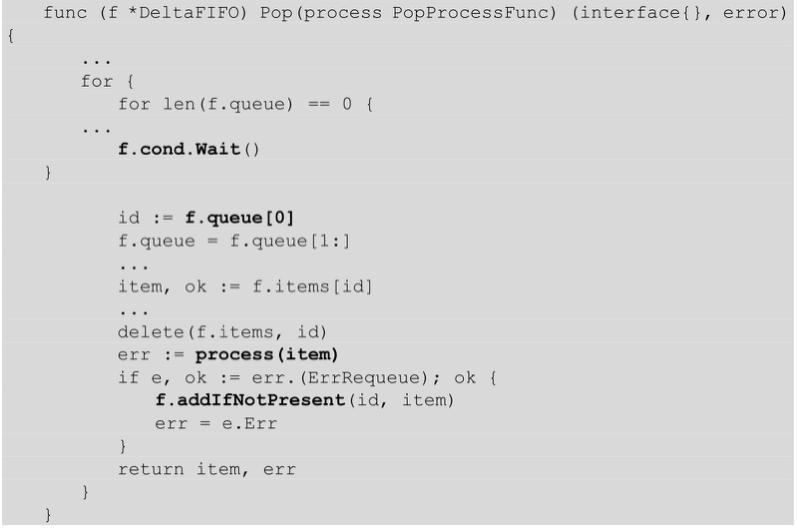 func (f *DeltaFIFO) Pop(process PopProcessFunc) (interface{}, error)
{
...
for {
for len(f.queue) == 0 {
...
f.cond.Wait()
}
id := f.queue[0]
f.queue = f.queue[1:]
...
item, ok := f.items[id]
...
delete(f.items, id)
err := process(item)
if e, ok := err.(ErrRequeue); ok {
f.addIfNotPresent(id, item)
err = e.Err
}
return item, err
}
}